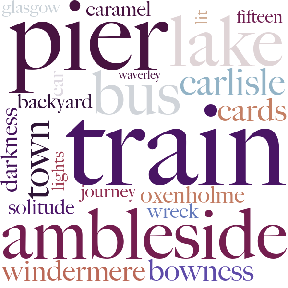 glasgow
caramel
lit
fifteen
pier
lake
waverley
car
bus
carlisle
backyard
cards
darkness
town
lights
train
journey
oxenholme
solitude
wreck
ambleside
windermere
bowness